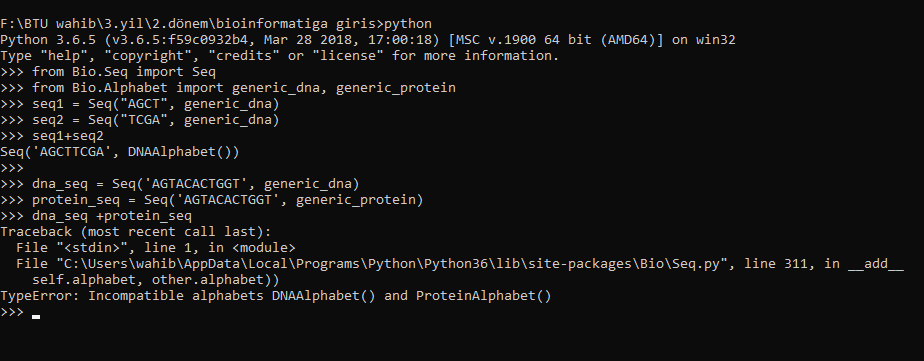 F:\BTU wahib\3.yil\2.dönem\bioinformatiga giris>python
Python 3.6.5 (v3.6.5:f59c0932b4, Mar 28 2018, 17:00:18) [MSC v.1900 64 bit (AMD64)] on win32
Type "help", "copyright", "credits" or "license" for more information.
>>> from Bio.Seq import Seq
>>> from Bio.Alphabet import generic_dna, generic_protein
>>> seq1 = Seq("AGCT", generic_dna)
>>> seq2 = Seq("TCGA", generic_dna)
>>> seq1+seq2
Seq('AGCTTCGA', DNAAlphabet())
>>>
>>> dna_seq = Seq('AGTACACTGGT', generic_dna)
>>> protein_seq = Seq('AGTACACTGGT', generic_protein)
>>> dna_seq +protein_seq
Traceback (most recent call last):
  File "<stdin>", line 1, in <module>
  File "C:\Users\wahib\AppData\Local\Programs\Python\Python36\lib\site-packages\Bio\Seq.py", line 311, in __add__
    self.alphabet, other.alphabet))
TypeError: Incompatible alphabets DNAAlphabet() and ProteinAlphabet()
>>>